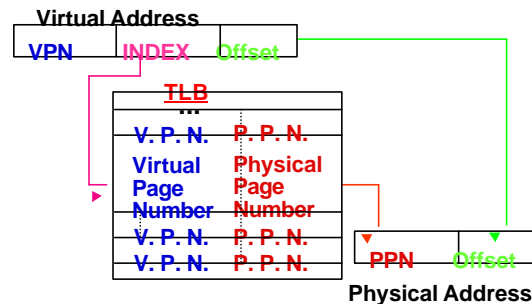 Virtual Address
VPN INDEX Offset
TLB
...
V. P. N. P. P. N.
Virtual Physical
Page Page
Number Number
V. P. N. P. P. N.
V. P. N. P. P. N.
PPN Offset
Physical Address